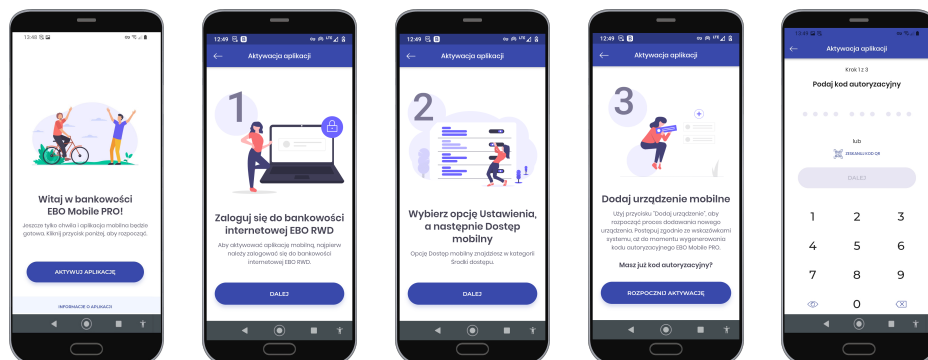 Witaj w bankowości
EBO Mobile PRO!
Jeszcze tylko chwila i aplikacja mobilna będzie
gotowa. Kliknij przycisk poniżej, aby rozpocząć.
AKTYWUJ APLIKACJĘ
INFORMACJE O APLIKACJI
12:49
Aktywacja aplikacji
1
Zaloguj się do bankowości
internetowej EBO RWD
Aby aktywować aplikację mobilną, najpierw
należy zalogować się do bankowości
internetowej EBO RWD.
DALEJ
12:49
Aktywacja aplikacji
2
Wybierz opcję Ustawienia,
a następnie Dostęp
mobilny
Opcję Dostęp mobilny znajdziesz w kategorii
Środki dostępu.
DALEJ
12:49
Aktywacja aplikacji
3
Dodaj urządzenie mobilne
Użyj przycisku "Dodaj urządzenie", aby
rozpocząć proces dodawania nowego
urządzenia. Postępuj zgodnie ze wskazówkami
systemu, aż do momentu wygenerowania
kodu autoryzacyjnego EBO Mobile PRO.
Masz już kod autoryzacyjny?
ROZPOCZNIJ AKTYWACJĘ
Aktywacja aplikacji
Krok 1 z 3
Podaj kod autoryzacyjny
lub
ZESKANUJ KOD QR
DALEJ
1 2 3
4 5 6
7 8 9
0